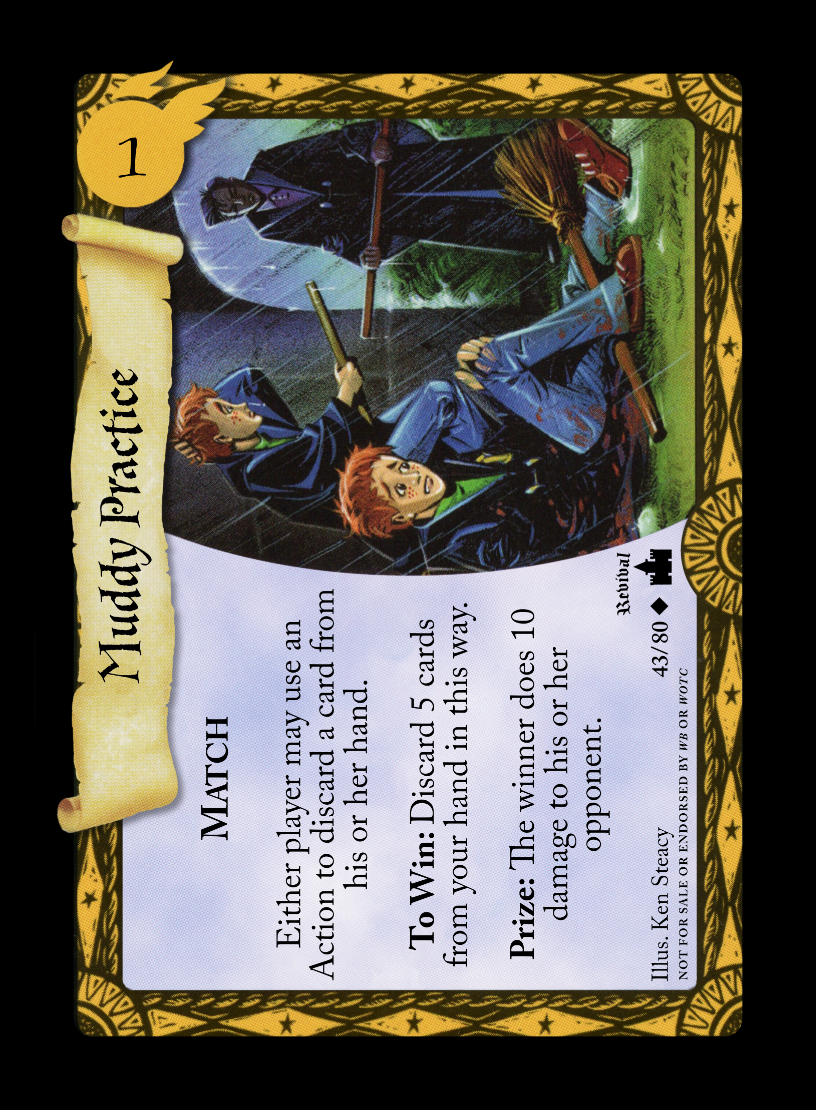 1
Muddy Practice
MATCH
Either player may use an
Action to discard a card from
his or her hand.
To Win: Discard 5 cards
from your hand in this way.
Prize: The winner does 10
damage to his or her
opponent.
Revival
Illus. Ken Steacy 43/80
NOT FOR SALE OR ENDORSED BY WB OR WOTC